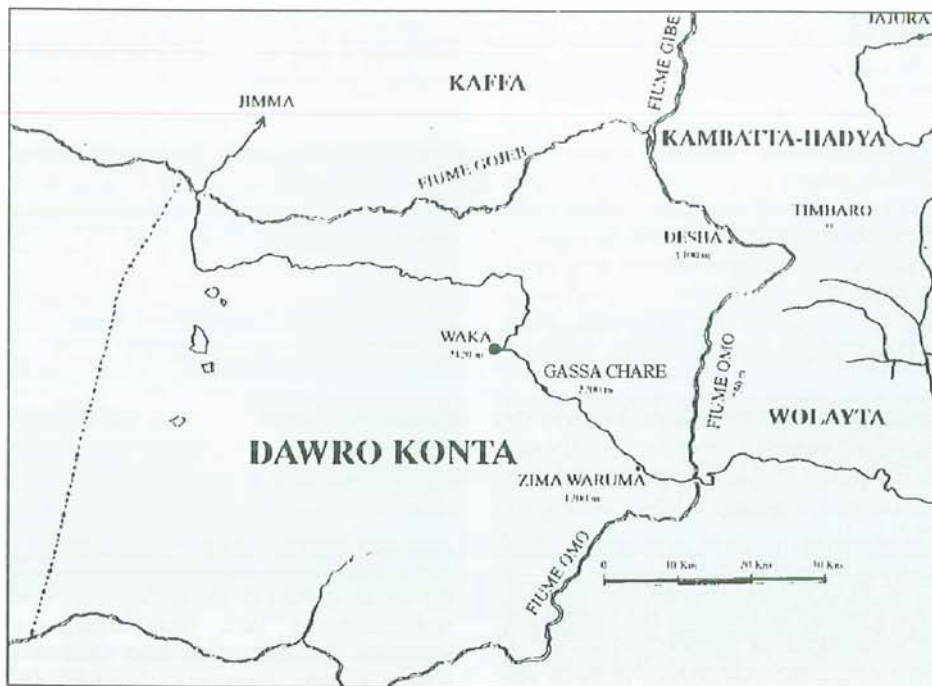 JAJURA
KAFFA
FIUME GIBE
JIMMA
KAMBATTA-HADYA
FIUME GOJEB
TIMBARO
DESHA
WAKA
GASSA CHARE
FIUME OMO
WOLAYTA
DAWRO KONTA
ZIMA WARUMA
1200 m
FIUME OMO
0 10 Km 20 Km 30 Km